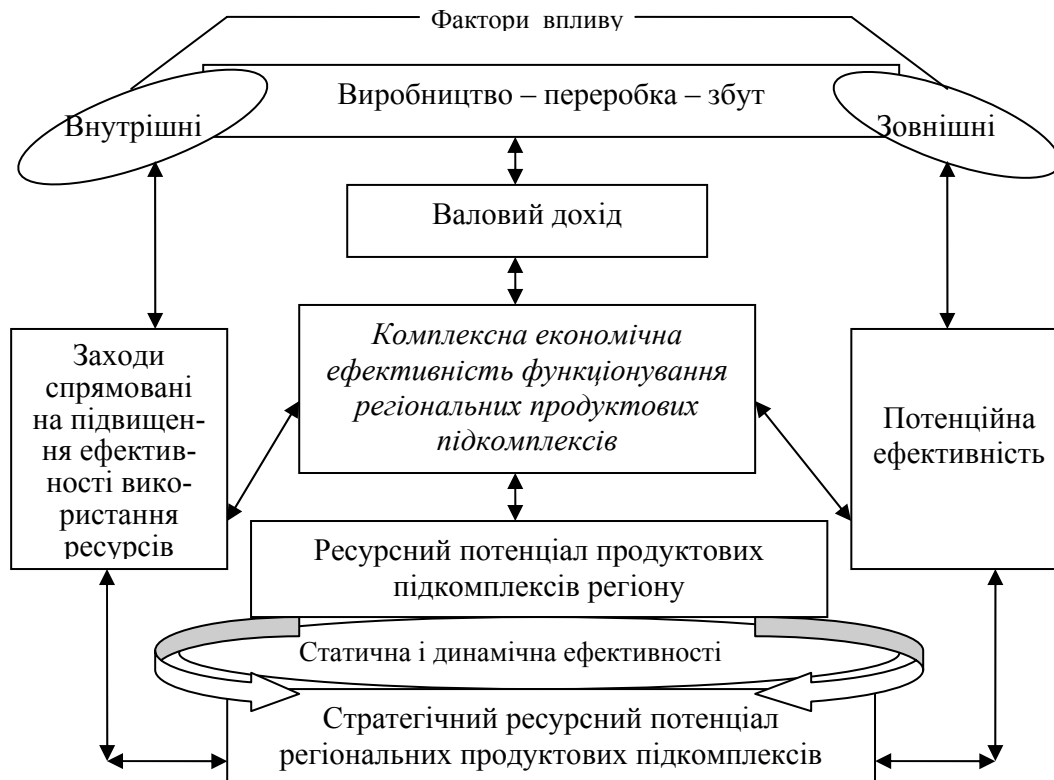 Фактори впливу
Виробництво – переробка – збут
Внутрішні
Зовнішні
Валовий дохід
Комплексна економічна
ефективність функціонування
регіональних продуктових
підкомплексів
Заходи
спрямовані
на підвищен-
ня ефектив-
ності вико-
ристання
ресурсів
Потенційна
ефективність
Ресурсний потенціал продуктових
підкомплексів регіону
Статична і динамічна ефективності
Стратегічний ресурсний потенціал
регіональних продуктових підкомплексів